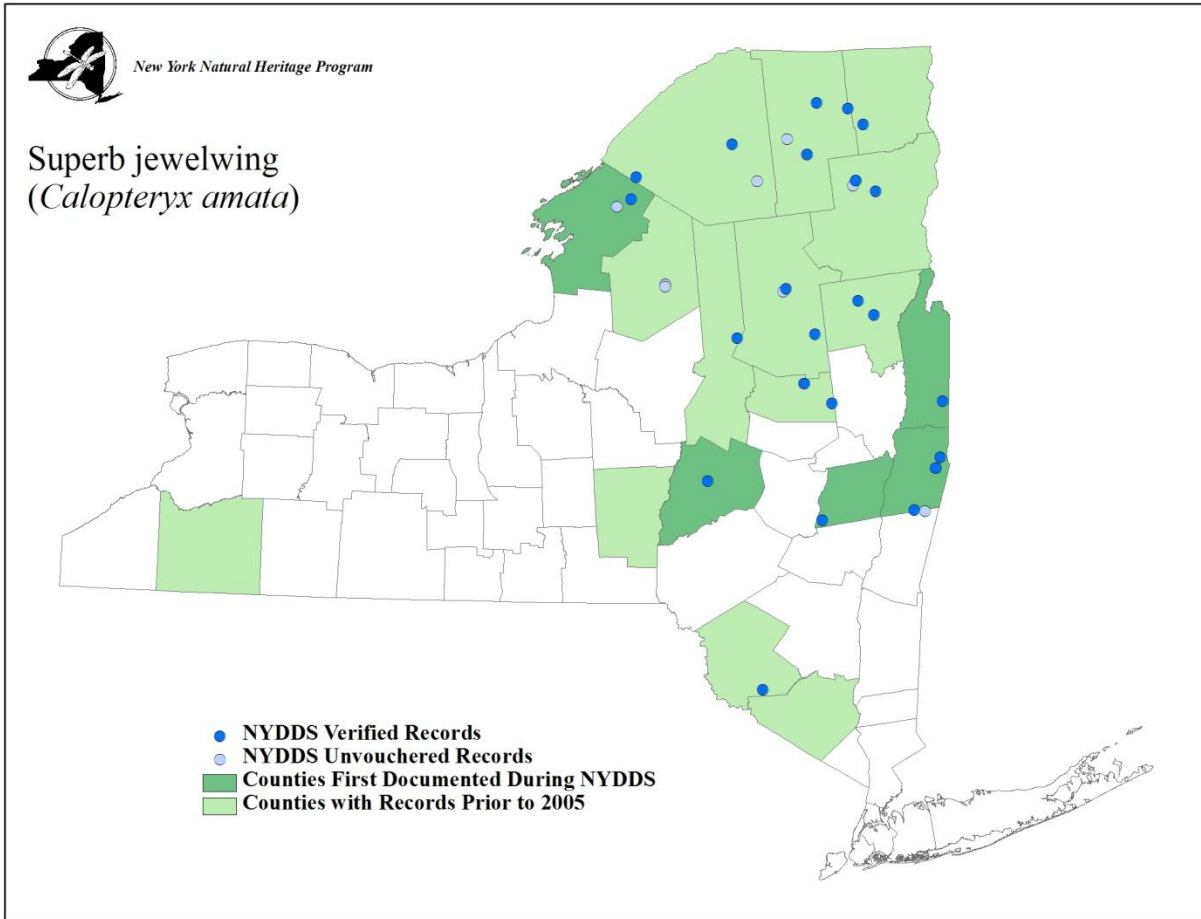 New York Natural Heritage Program
Superb jewelwing
(Calopteryx amata)
NYDDS Verified Records
NYDDS Unvouchered Records
Counties First Documented During NYDDS
Counties with Records Prior to 2005